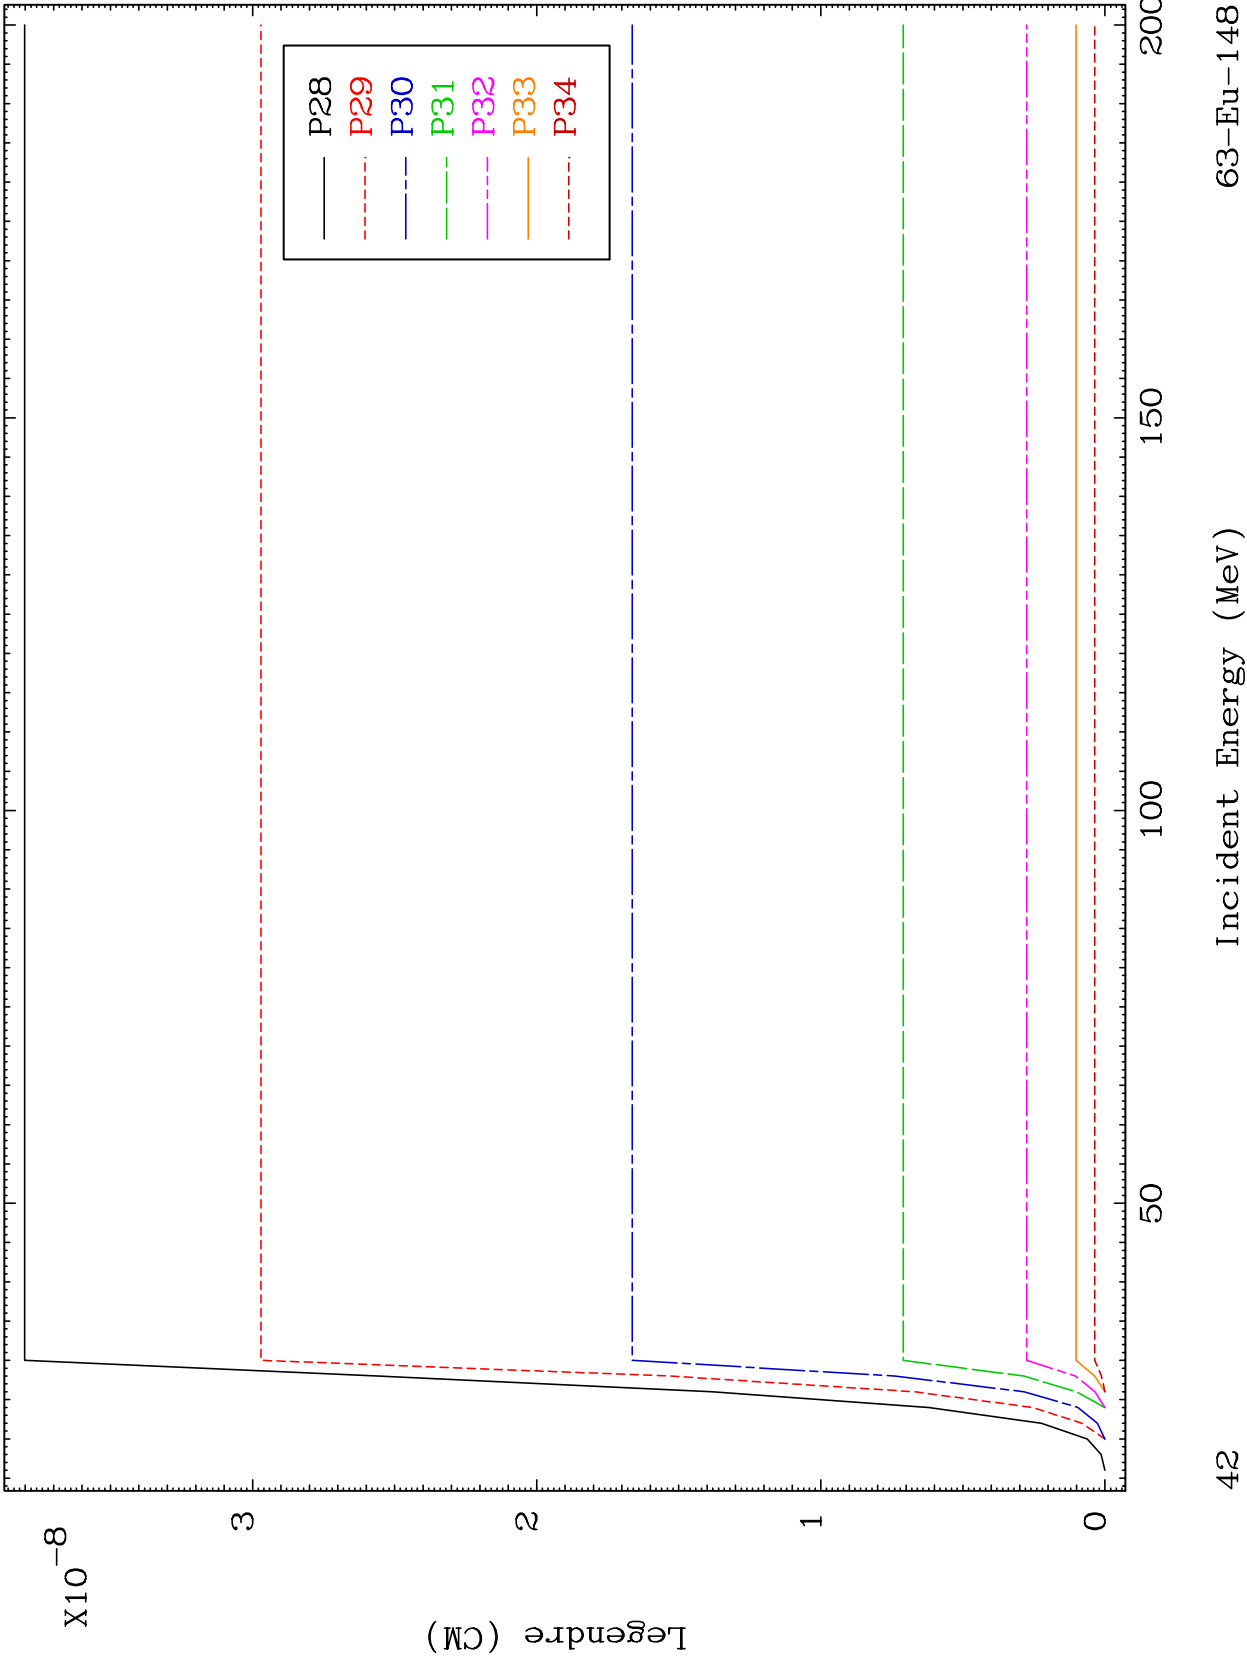 X10-8
3
2
1
0
Legendre (CM)
P28
P29
P30
P31
P32
P33
P34
50
100
150
200
Incident Energy (MeV)
42
63-Eu-148